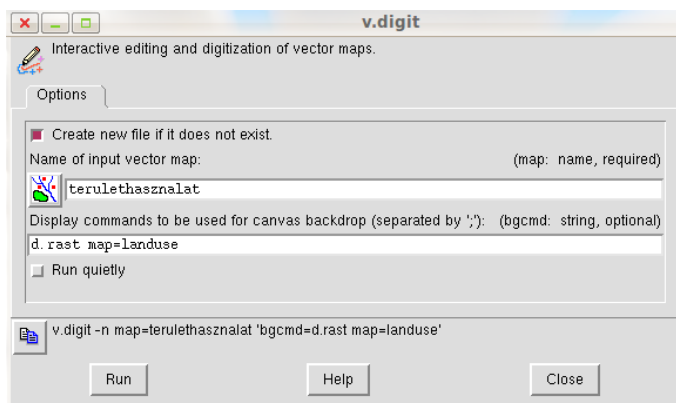 v.digit
Interactive editing and digitization of vector maps.
Options
Create new file if it does not exist.
Name of input vector map: (map: name, required)
terulethasznalat
Display commands to be used for canvas backdrop (separated by ';'): (bgcmd: string, optional)
d.rast map=landuse
Run quietly
v.digit -n map=terulethasznalat 'bgcmd=d.rast map=landuse'
Run Help Close